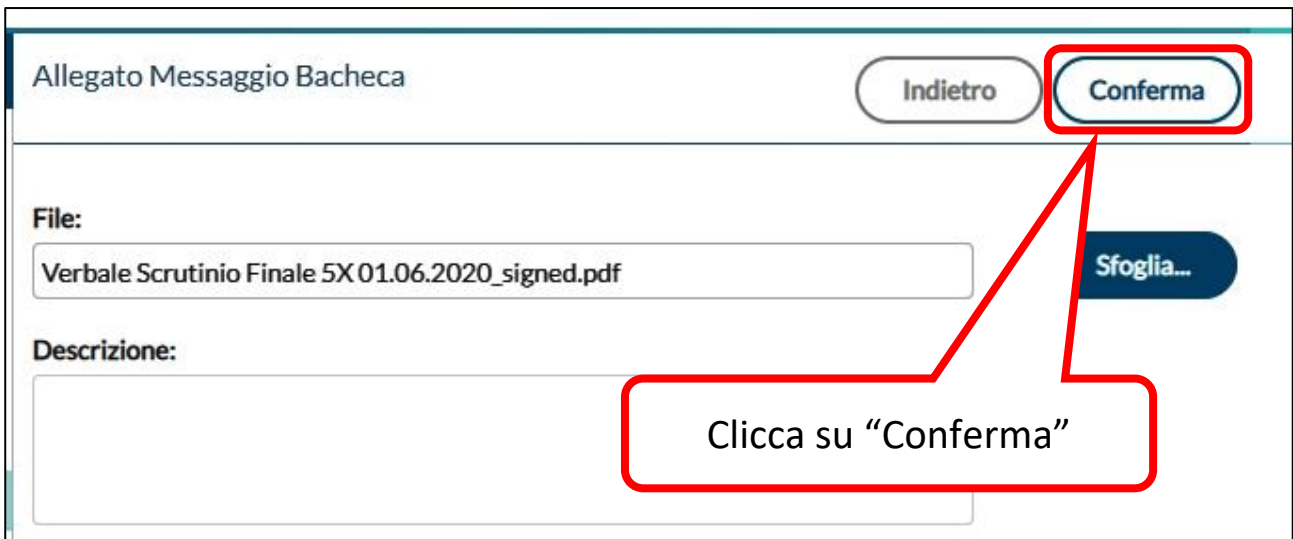 Allegato Messaggio Bacheca
Indietro
Conferma
File:
Verbale Scrutinio Finale 5X 01.06.2020_signed.pdf
Sfoglia...
Descrizione:
Clicca su “Conferma”